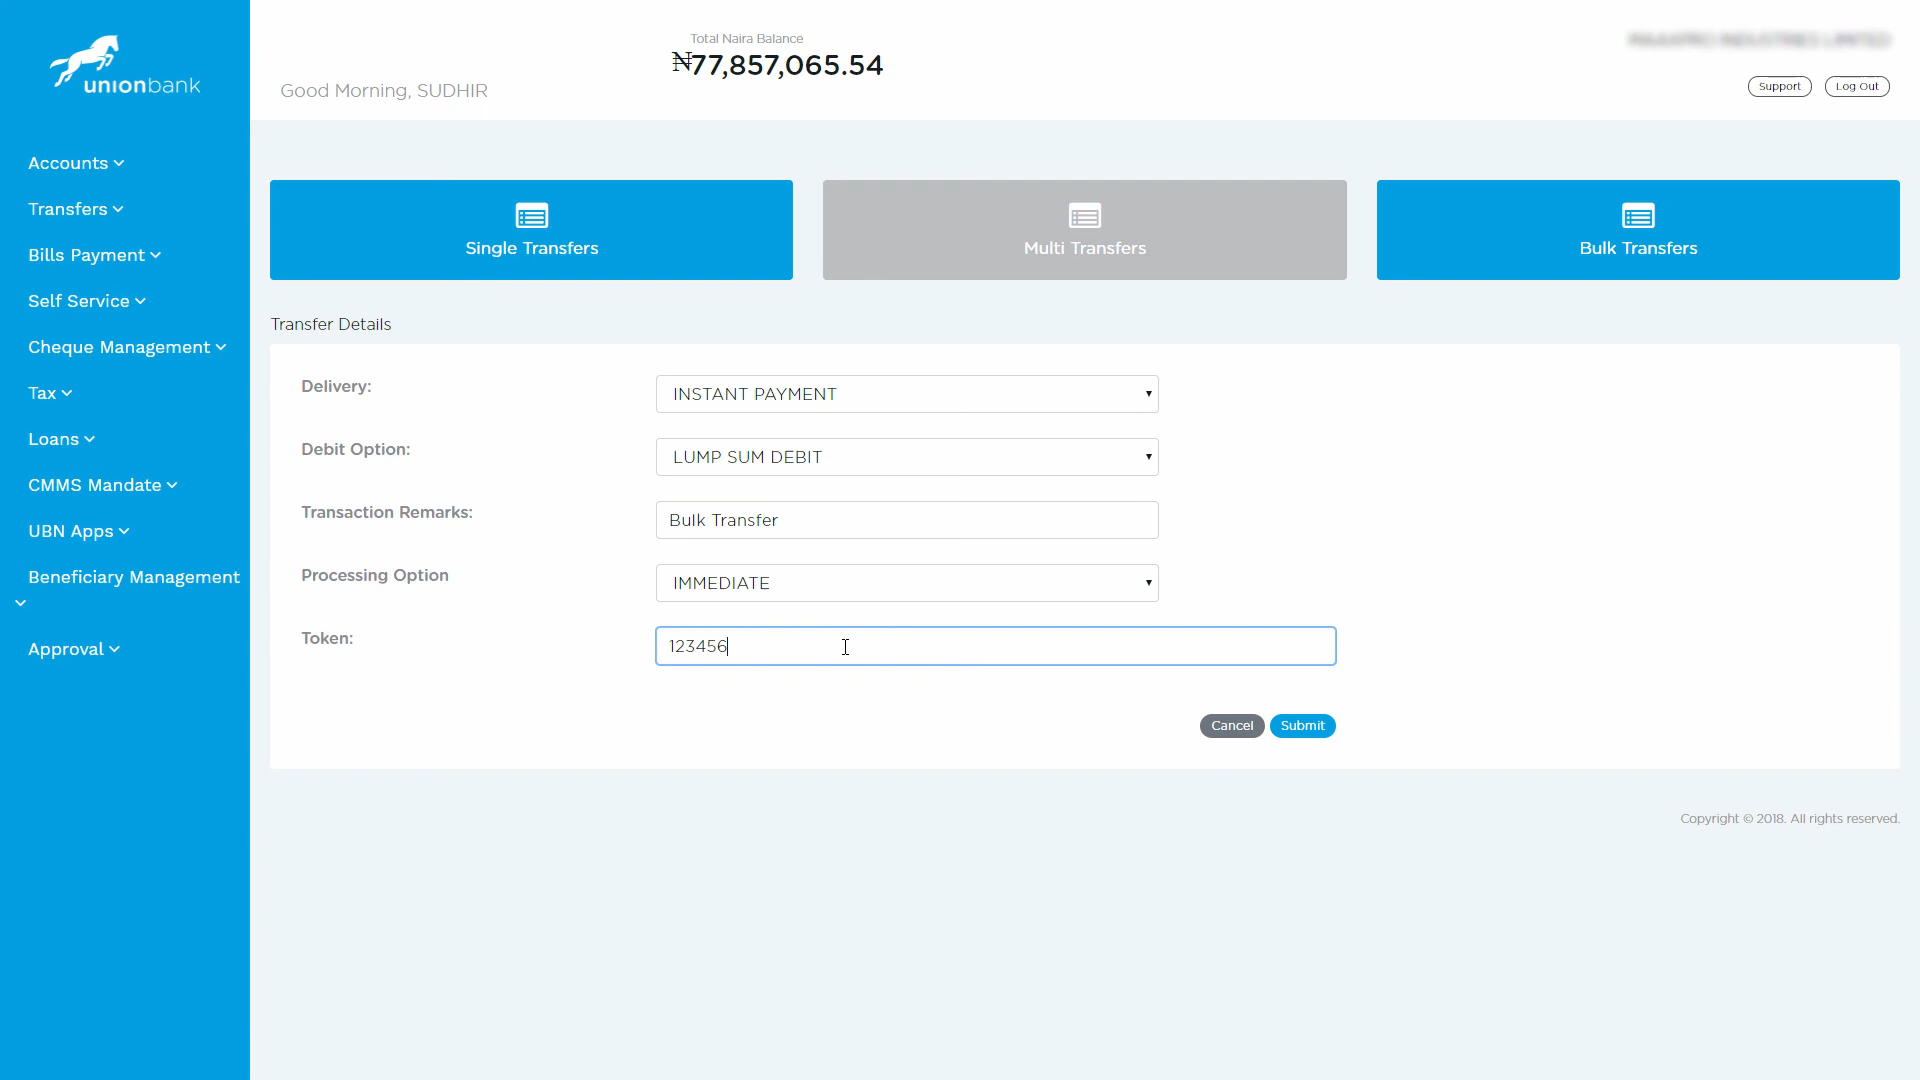 unionbank
Total Naira Balance
₦77,857,065.54
Good Morning, SUDHIR
Support
Log Out
Accounts
Transfers
Bills Payment
Self Service
Cheque Management
Tax
Loans
CMMS Mandate
UBN Apps
Beneficiary Management
Approval
Single Transfers
Multi Transfers
Bulk Transfers
Transfer Details
Delivery:
INSTANT PAYMENT
Debit Option:
LUMP SUM DEBIT
Transaction Remarks:
Bulk Transfer
Processing Option
IMMEDIATE
Token:
123456
Cancel
Submit
Copyright © 2018. All rights reserved.